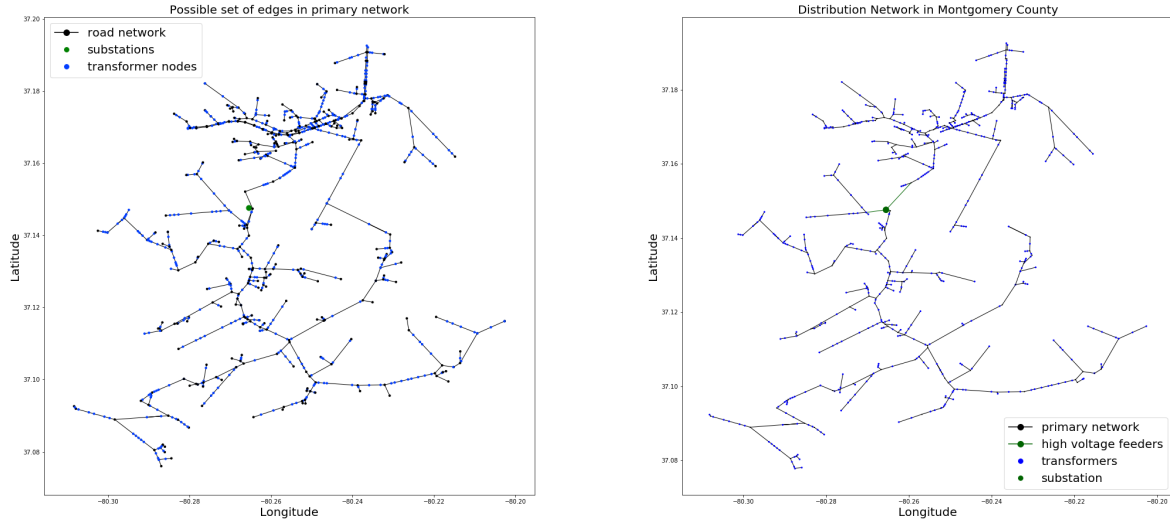 Possible set of edges in primary network
37.20
37.18
37.16
37.14
37.12
37.10
37.08
Latitude
road network
substations
transformer nodes
−80.30 −80.28 −80.26 −80.24 −80.22 −80.20
Longitude
Distribution Network in Montgomery County
37.18
37.16
37.14
37.12
37.10
37.08
Latitude
primary network
high voltage feeders
transformers
substation
−80.30 −80.28 −80.26 −80.24 −80.22 −80.20
Longitude